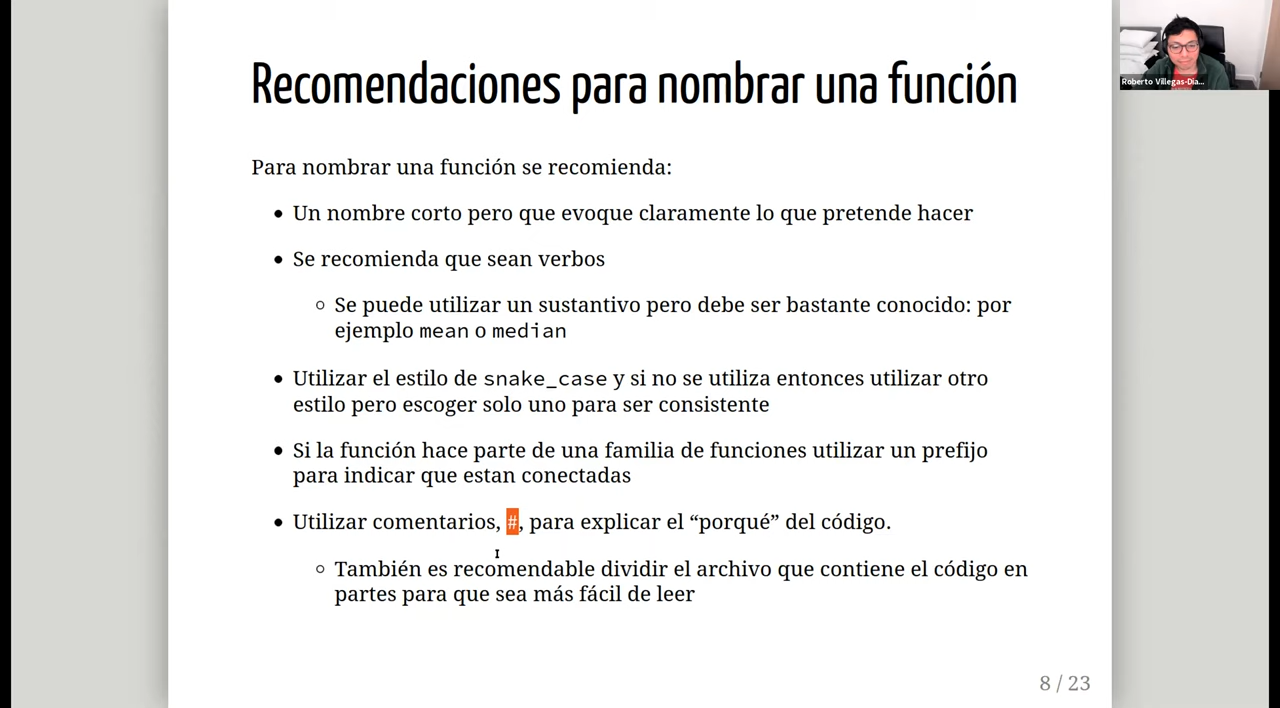 Recomendaciones para nombrar una función
Roberto Villegas-Día...
Para nombrar una función se recomienda:
• Un nombre corto pero que evoque claramente lo que pretende hacer
• Se recomienda que sean verbos
◦ Se puede utilizar un sustantivo pero debe ser bastante conocido: por
ejemplo mean o median
• Utilizar el estilo de snake_case y si no se utiliza entonces utilizar otro
estilo pero escoger solo uno para ser consistente
• Si la función hace parte de una familia de funciones utilizar un prefijo
para indicar que estan conectadas
• Utilizar comentarios, #, para explicar el “porqué” del código.
◦ También es recomendable dividir el archivo que contiene el código en
partes para que sea más fácil de leer
8 / 23